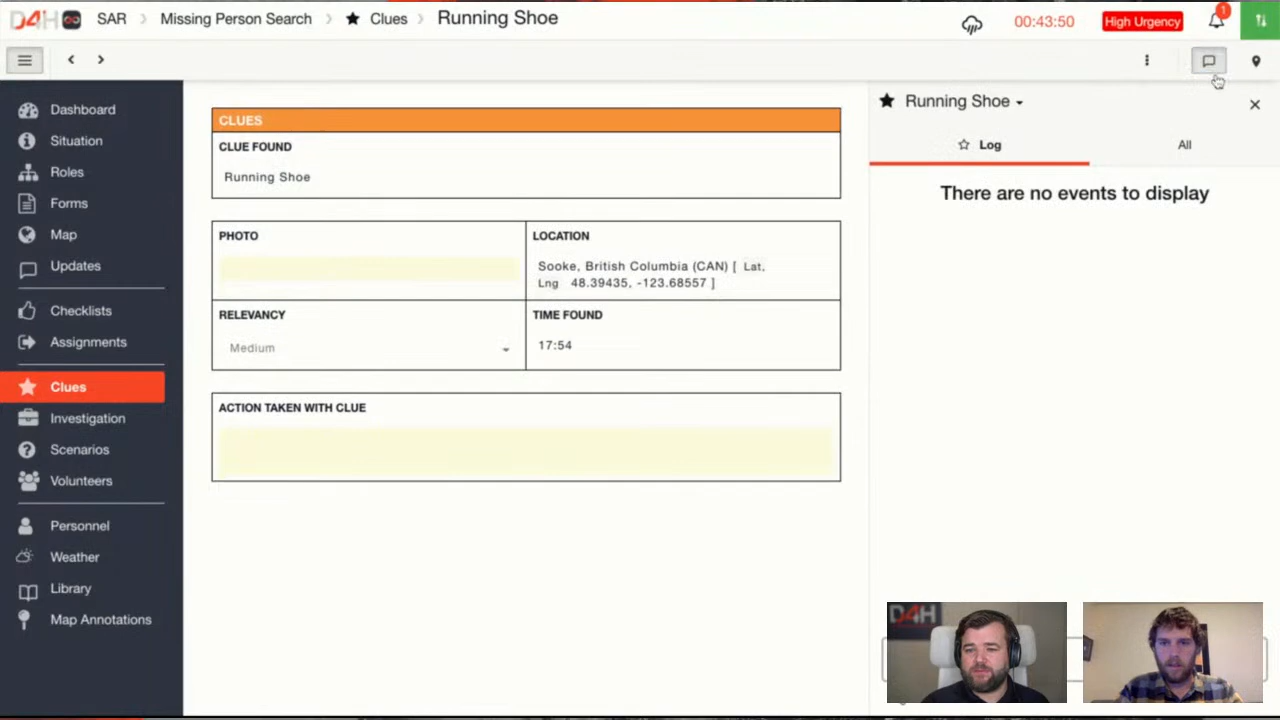 D4H SAR Missing Person Search Clues Running Shoe 00:43:50 High Urgency 1
Dashboard
Situation
Roles
Forms
Map
Updates
Checklists
Assignments
Clues
Investigation
Scenarios
Volunteers
Personnel
Weather
Library
Map Annotations
CLUES
CLUE FOUND
Running Shoe
PHOTO
LOCATION
Sooke, British Columbia (CAN) [ Lat,
Lng 48.39435, -123.68557 ]
RELEVANCY
Medium
TIME FOUND
17:54
ACTION TAKEN WITH CLUE
Running Shoe
Log
All
There are no events to display
D4H